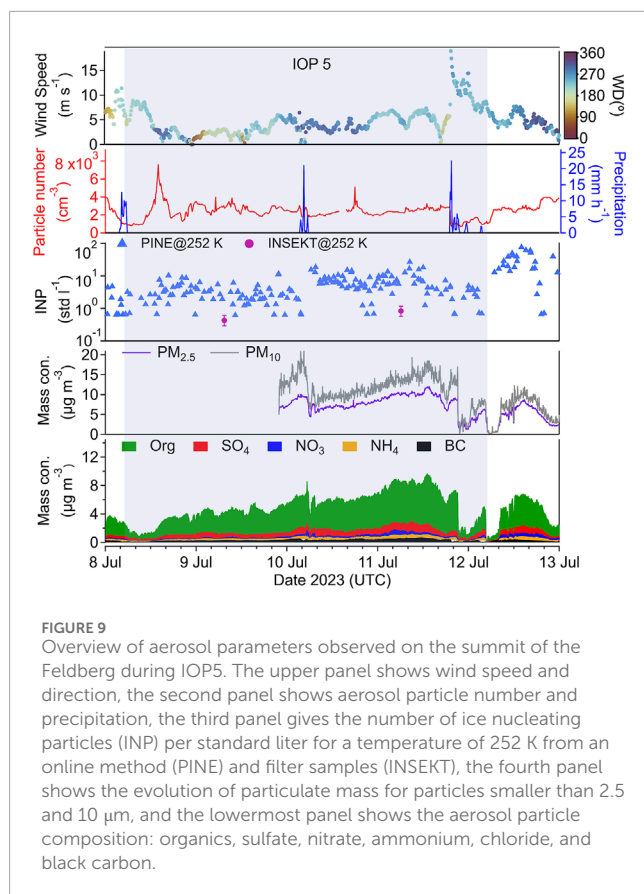 IOP 5
Wind Speed
(m s⁻¹)
15
10
5
0
360
270
180
90
0
WD(º)
Particle number
(cm⁻³)
8 x10³
6
4
2
0
25
20
15
10
5
0
Precipitation
(mm h⁻¹)
PINE@252 K INSEKT@252 K
INP
(std l⁻¹)
10²
10¹
10⁰
10⁻¹
PM₂.₅ PM₁₀
Mass con.
(µg m⁻³)
20
15
10
5
0
Org SO₄ NO₃ NH₄ BC
Mass con.
(µg m⁻³)
12
8
4
0
8 Jul 9 Jul 10 Jul 11 Jul 12 Jul 13 Jul
Date 2023 (UTC)
FIGURE 9
Overview of aerosol parameters observed on the summit of the
Feldberg during IOP5. The upper panel shows wind speed and
direction, the second panel shows aerosol particle number and
precipitation, the third panel gives the number of ice nucleating
particles (INP) per standard liter for a temperature of 252 K from an
online method (PINE) and filter samples (INSEKT), the fourth panel
shows the evolution of particulate mass for particles smaller than 2.5
and 10 µm, and the lowermost panel shows the aerosol particle
composition: organics, sulfate, nitrate, ammonium, chloride, and
black carbon.